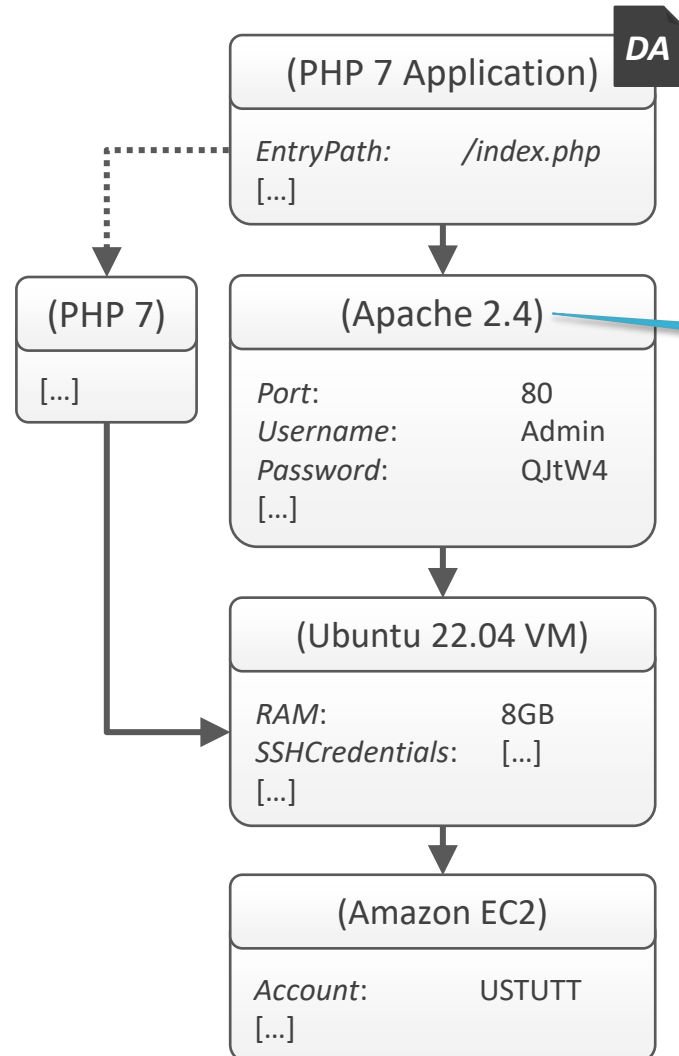 DA
(PHP 7 Application)
EntryPath: /index.php
[...]
(PHP 7)
[...]
(Apache 2.4)
Port: 80
Username: Admin
Password: QJtW4
[...]
(Ubuntu 22.04 VM)
RAM: 8GB
SSHCredentials: [...]
[...]
(Amazon EC2)
Account: USTUTT
[...]